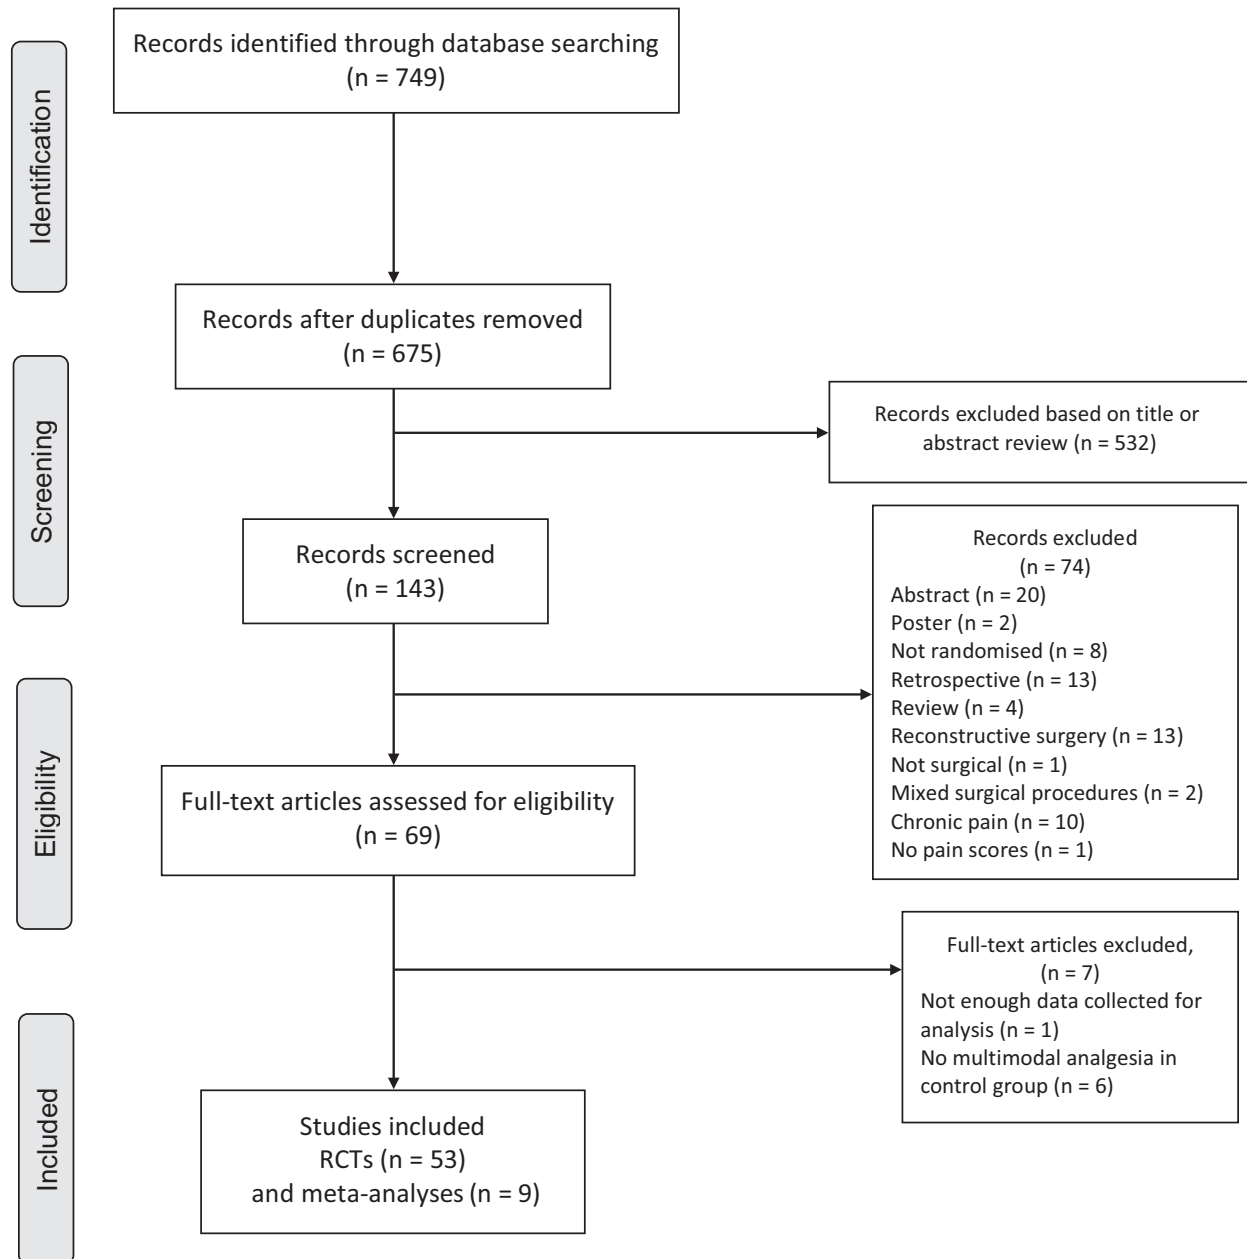 Identification
Records identified through database searching
(n = 749)
Records after duplicates removed
(n = 675)
Screening
Records excluded based on title or
abstract review (n = 532)
Records screened
(n = 143)
Records excluded
(n = 74)
Abstract (n = 20)
Poster (n = 2)
Not randomised (n = 8)
Retrospective (n = 13)
Review (n = 4)
Reconstructive surgery (n = 13)
Not surgical (n = 1)
Mixed surgical procedures (n = 2)
Chronic pain (n = 10)
No pain scores (n = 1)
Eligibility
Full-text articles assessed for eligibility
(n = 69)
Full-text articles excluded,
(n = 7)
Not enough data collected for
analysis (n = 1)
No multimodal analgesia in
control group (n = 6)
Included
Studies included
RCTs (n = 53)
and meta-analyses (n = 9)